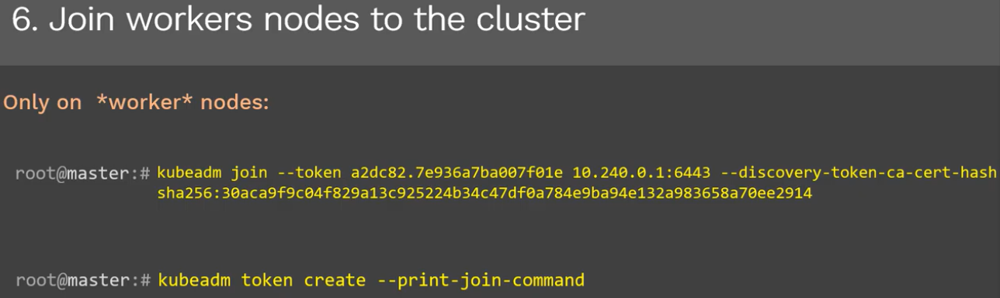 6. Join workers nodes to the cluster
Only on *worker* nodes:
root@master:# kubeadm join --token a2dc82.7e936a7ba007f01e 10.240.0.1:6443 --discovery-token-ca-cert-hash
sha256:30aca9f9c04f829a13c925224b34c47df0a784e9ba94e132a983658a70ee2914
root@master:# kubeadm token create --print-join-command